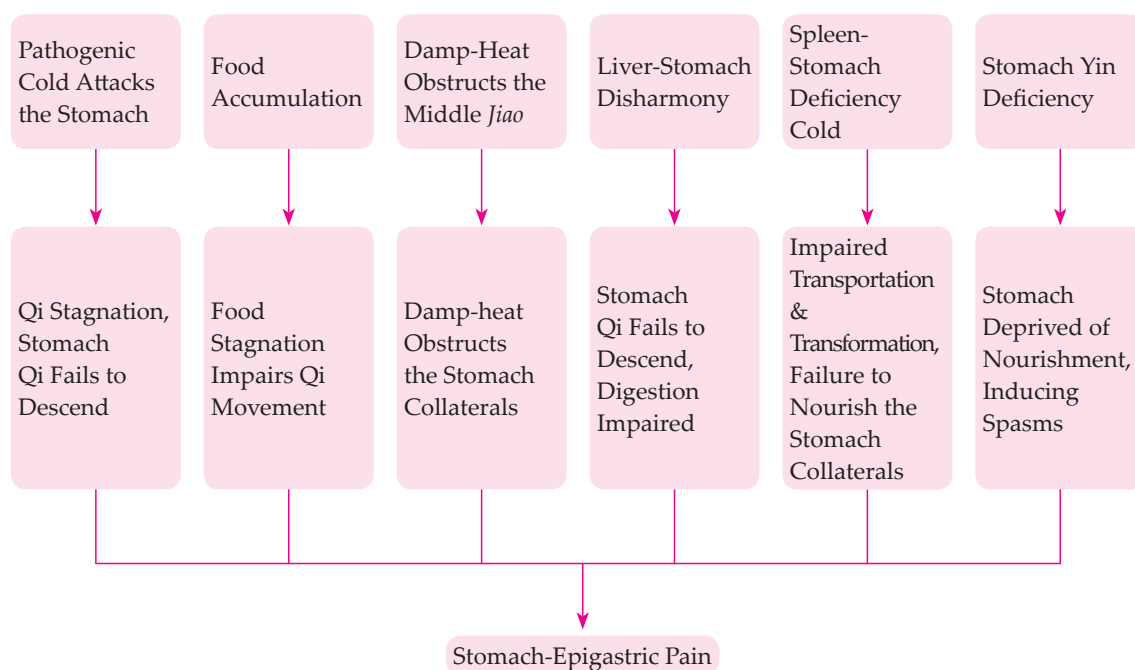 Pathogenic
Cold Attacks
the Stomach
Food
Accumulation
Damp-Heat
Obstructs the
Middle Jiao
Liver-Stomach
Disharmony
Spleen-
Stomach
Deficiency
Cold
Stomach Yin
Deficiency
Qi Stagnation,
Stomach
Qi Fails to
Descend
Food
Stagnation
Impairs Qi
Movement
Damp-heat
Obstructs
the Stomach
Collaterals
Stomach
Qi Fails to
Descend,
Digestion
Impaired
Impaired
Transportation
&
Transformation,
Failure to
Nourish the
Stomach
Collaterals
Stomach
Deprived of
Nourishment,
Inducing
Spasms
Stomach-Epigastric Pain